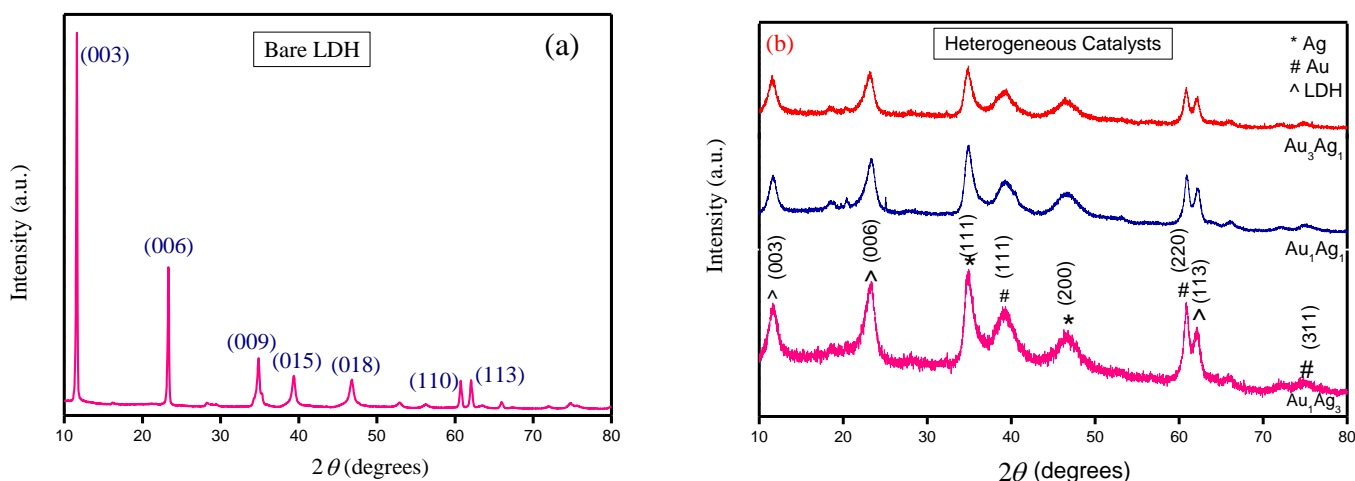 (a)
Bare LDH
(003)
(006)
(009)
(015)
(018)
(110)
(113)
Intensity (a.u.)
10 20 30 40 50 60 70 80
2θ (degrees)
(b)
Heterogeneous Catalysts
* Ag
# Au
^ LDH
Au₃Ag₁
Au₁Ag₁
^ (003)
^ (006)
* (111)
# (111)
* (200)
# (220)
^ (113)
# (311)
Au₁Ag₃
Intensity (a.u.)
10 20 30 40 50 60 70 80
2θ (degrees)